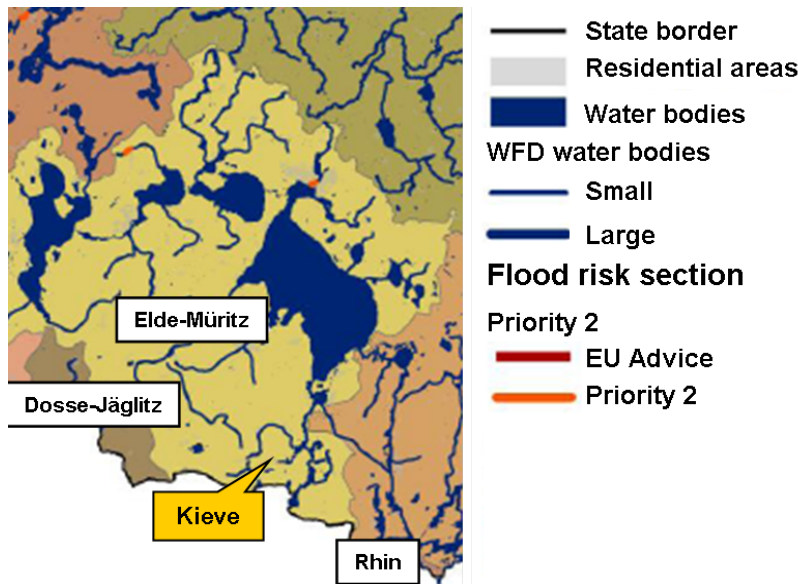 Elde-Müritz
Dosse-Jäglitz
Kieve
Rhin
State border
Residential areas
Water bodies
WFD water bodies
Small
Large
Flood risk section
Priority 2
EU Advice
Priority 2